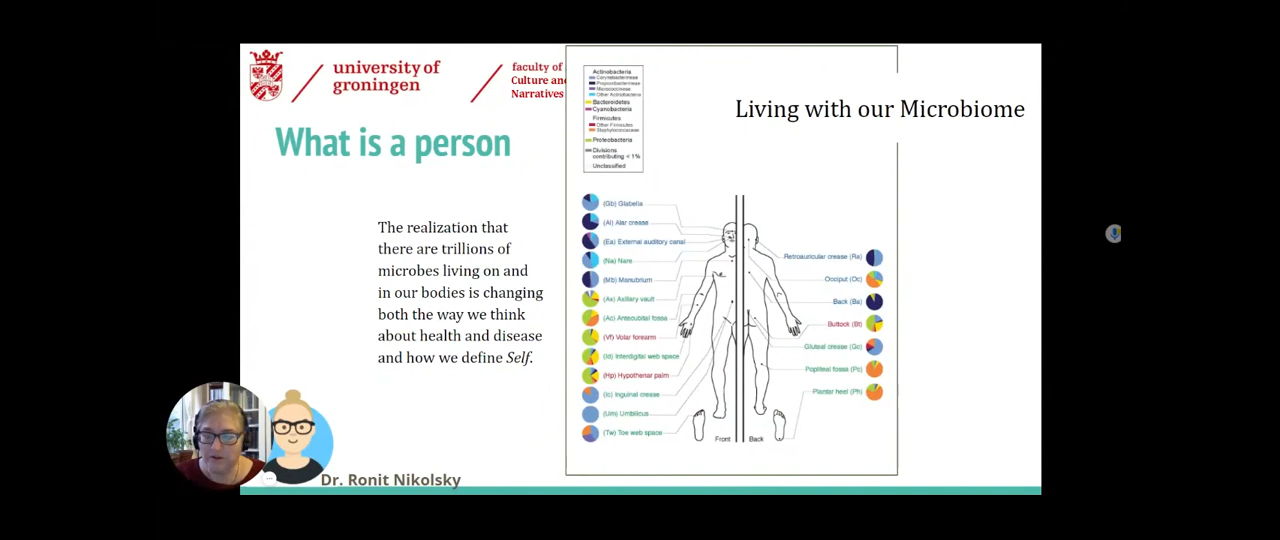 university of
groningen
faculty of
Culture and
Narratives
What is a person
Living with our Microbiome
The realization that
there are trillions of
microbes living on and
in our bodies is changing
both the way we think
about health and disease
and how we define Self.
Actinobacteria
Corynebacterineae
Propionibacterineae
Micrococcineae
Other Actinobacteria
Bacteroidetes
Cyanobacteria
Firmicutes
Other Firmicutes
Staphylococcaceae
Proteobacteria
Divisions
contributing < 1%
Unclassified
(Gb) Glabella
(Al) Alar crease
(Ea) External auditory canal
(Na) Nare
(Mb) Manubrium
(Ax) Axillary vault
(Ac) Antecubital fossa
(Vf) Volar forearm
(Id) Interdigital web space
(Hp) Hypothenar palm
(Ic) Inguinal crease
(Um) Umbilicus
(Tw) Toe web space
Retroauricular crease (Ra)
Occiput (Oc)
Back (Ba)
Buttock (Bt)
Gluteal crease (Gc)
Popliteal fossa (Pc)
Plantar heel (Ph)
Front
Back
Dr. Ronit Nikolsky